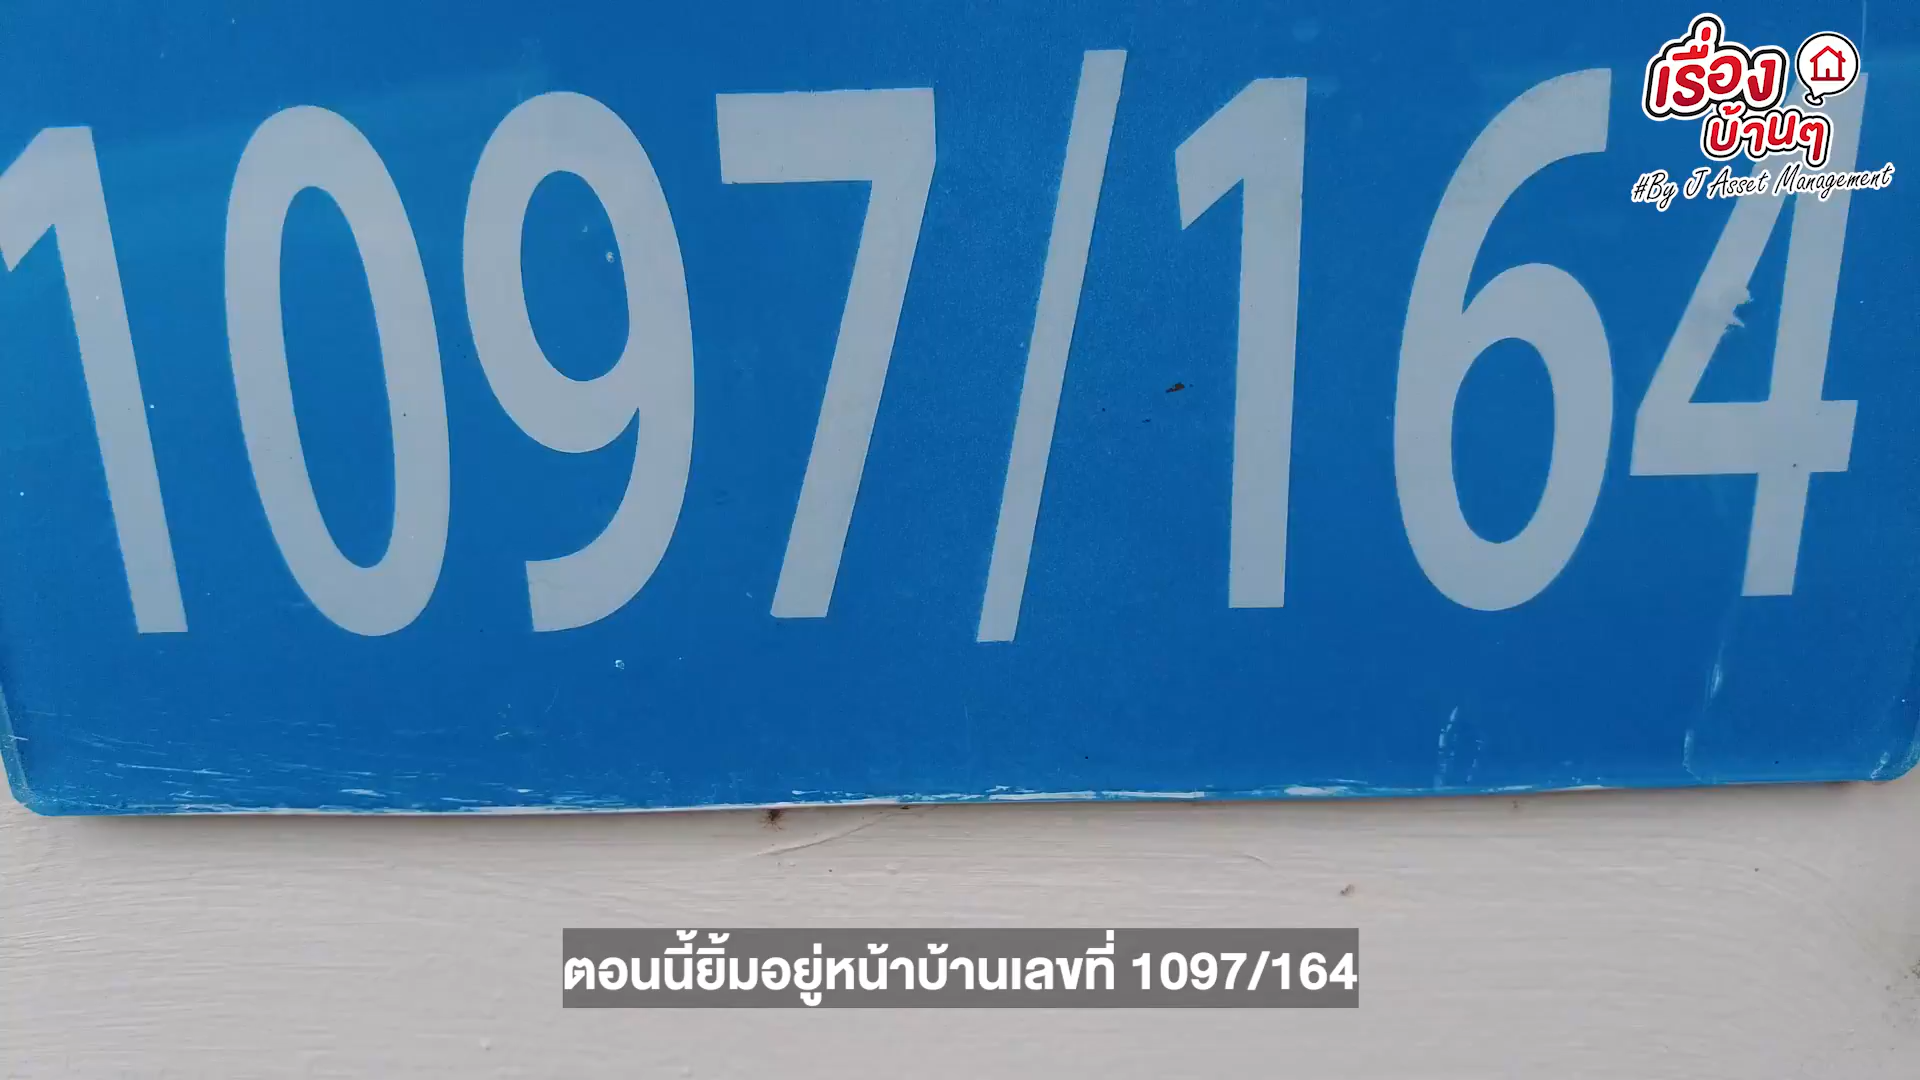 1097/164
เรื่อง
บ้านๆ
#By J Asset Management
ตอนนี้ยิ้มอยู่หน้าบ้านเลขที่ 1097/164